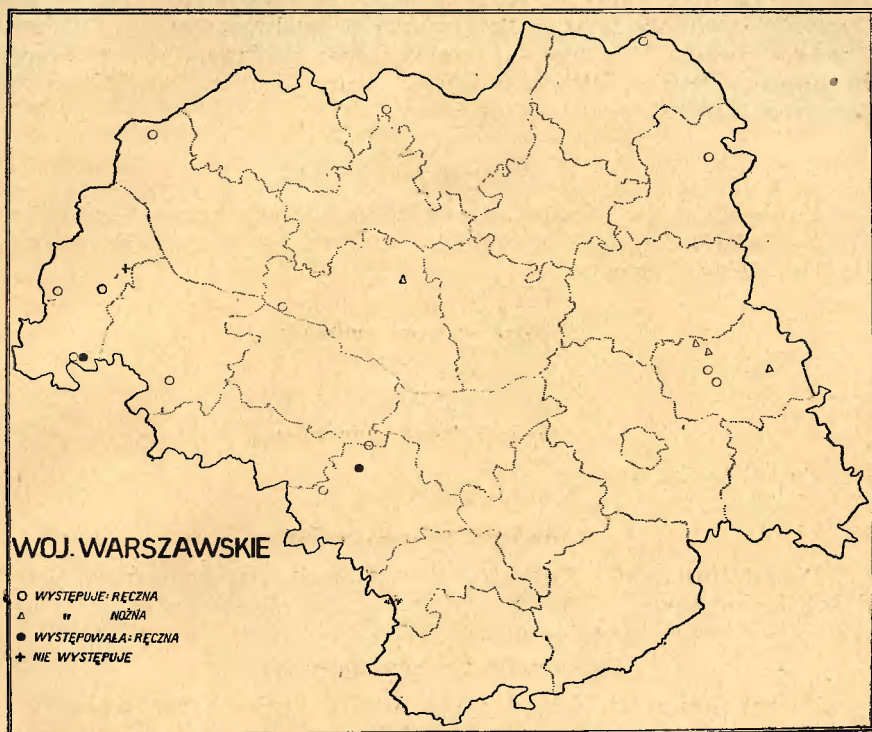 WOJ. WARSZAWSKIE
○ WYSTĘPUJE: RĘCZNA
△ " NOŻNA
● WYSTĘPOWAŁA: RĘCZNA
+ NIE WYSTĘPUJE